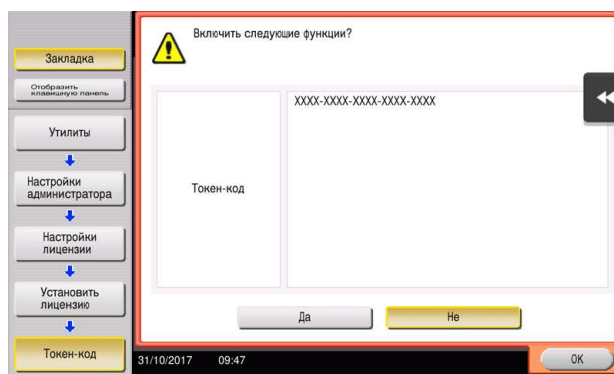 Закладка
Отобразить
клавишную панель
Утилиты
Настройки
администратора
Настройки
лицензии
Установить
лицензию
Токен-код
Включить следующие функции?
Токен-код
XXXX-XXXX-XXXX-XXXX-XXXX
Да
Не
31/10/2017 09:47
OK